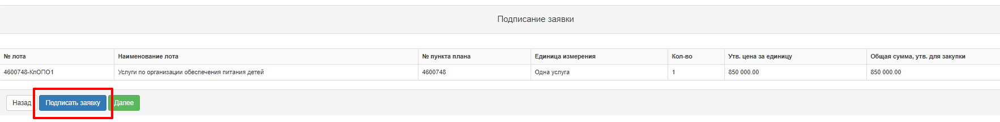 Подписание заявки
№ лота Наименование лота № пункта плана Единица измерения Кол-во Утв. цена за единицу Общая сумма, утв. для закупки
4600748-КпОПО1 Услуги по организации обеспечения питания детей 4600748 Одна услуга 1 850 000.00 850 000.00
Назад Подписать заявку Далее